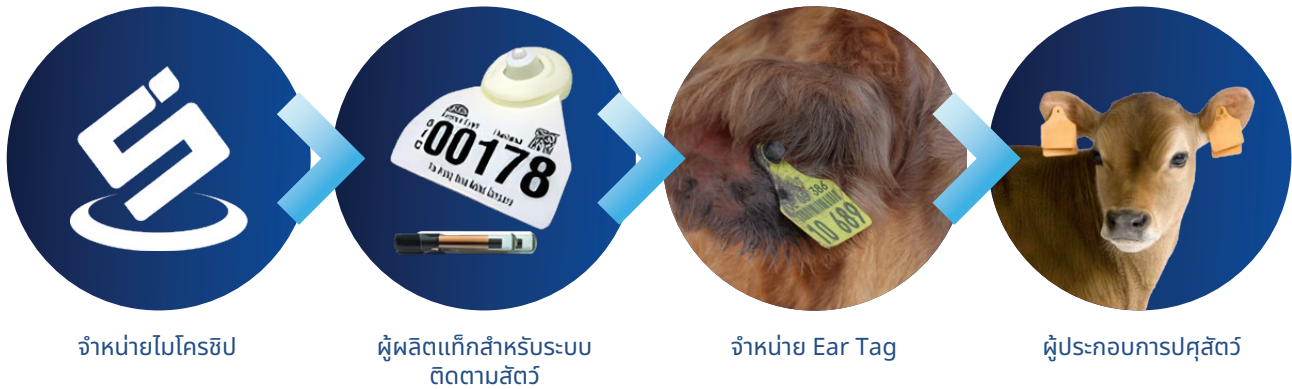 00178
386
10 689
จำหน่ายไมโครชิป
ผู้ผลิตแท็กสำหรับระบบ
ติดตามสัตว์
จำหน่าย Ear Tag
ผู้ประกอบการปศุสัตว์